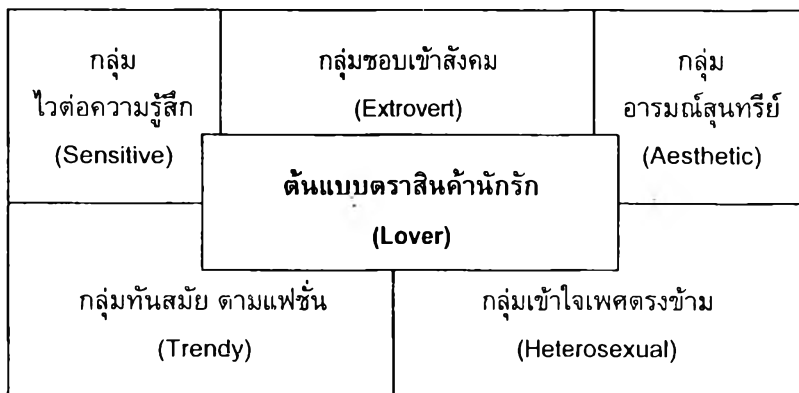 กลุ่ม
ไวต่อความรู้สึก
(Sensitive)
กลุ่มชอบเข้าสังคม
(Extrovert)
กลุ่ม
อารมณ์สุนทรีย์
(Aesthetic)
ต้นแบบตราสินค้านักรัก
(Lover)
กลุ่มทันสมัย ตามแฟชั่น
(Trendy)
กลุ่มเข้าใจเพศตรงข้าม
(Heterosexual)